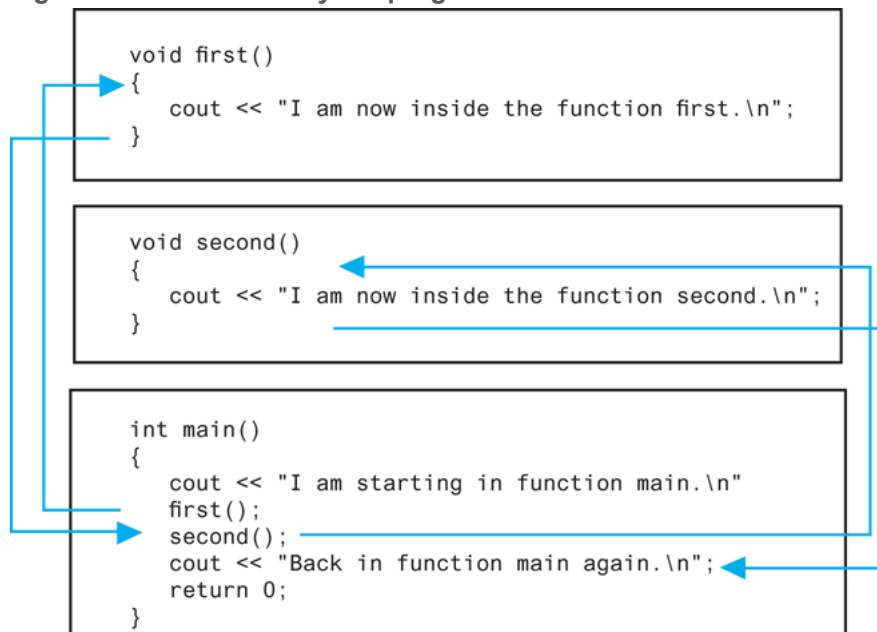 void first()
{
cout << "I am now inside the function first.\n";
}
void second()
{
cout << "I am now inside the function second.\n";
}
int main()
{
cout << "I am starting in function main.\n"
first();
second();
cout << "Back in function main again.\n";
return 0;
}